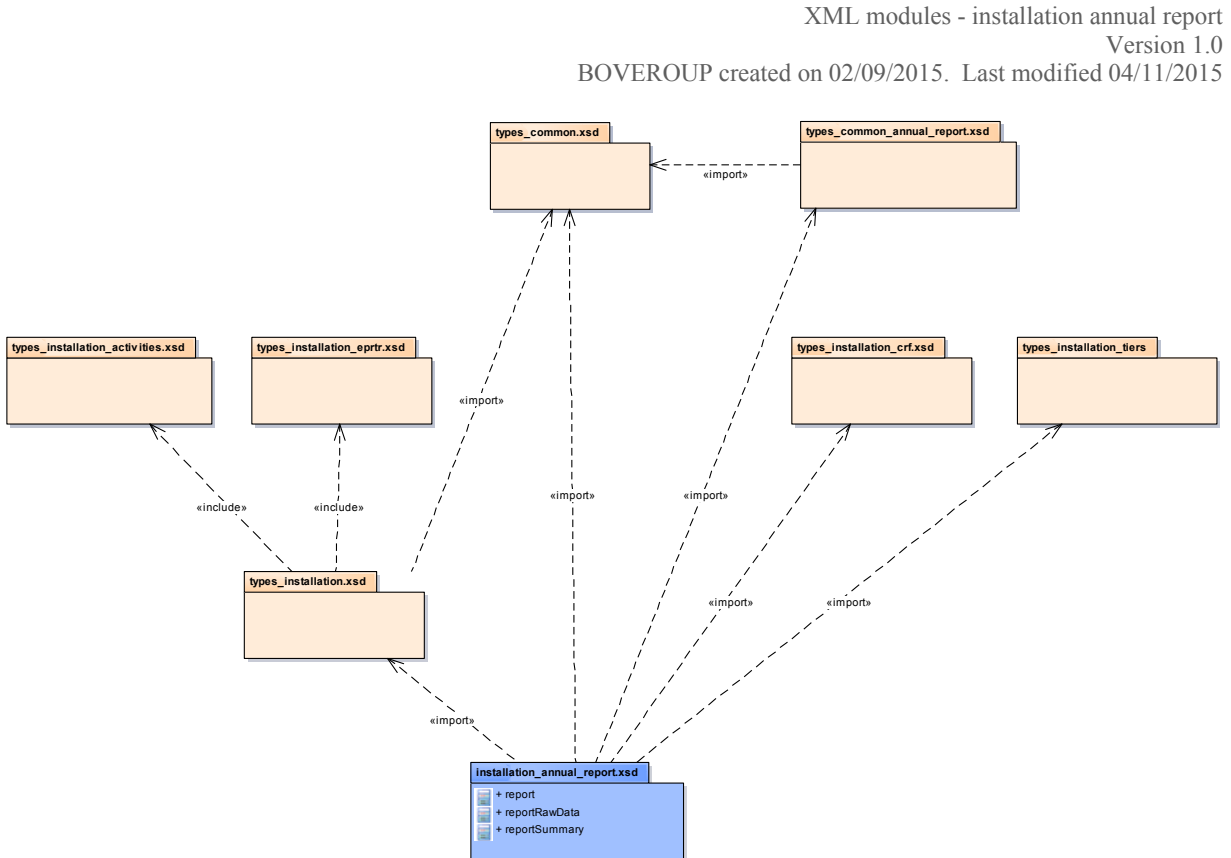 XML modules - installation annual report
Version 1.0
BOVEROUP created on 02/09/2015.  Last modified 04/11/2015
types_common.xsd
types_common_annual_report.xsd
«import»
types_installation_activities.xsd
types_installation_eprtr.xsd
types_installation_crf.xsd
types_installation_tiers
«import»
«import»
«import»
«include»
«include»
types_installation.xsd
«import»
«import»
«import»
installation_annual_report.xsd
+ report
+ reportRawData
+ reportSummary